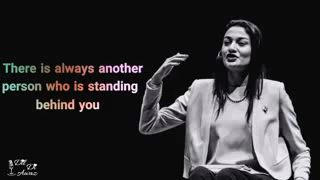 There is always another
person who is standing
behind you